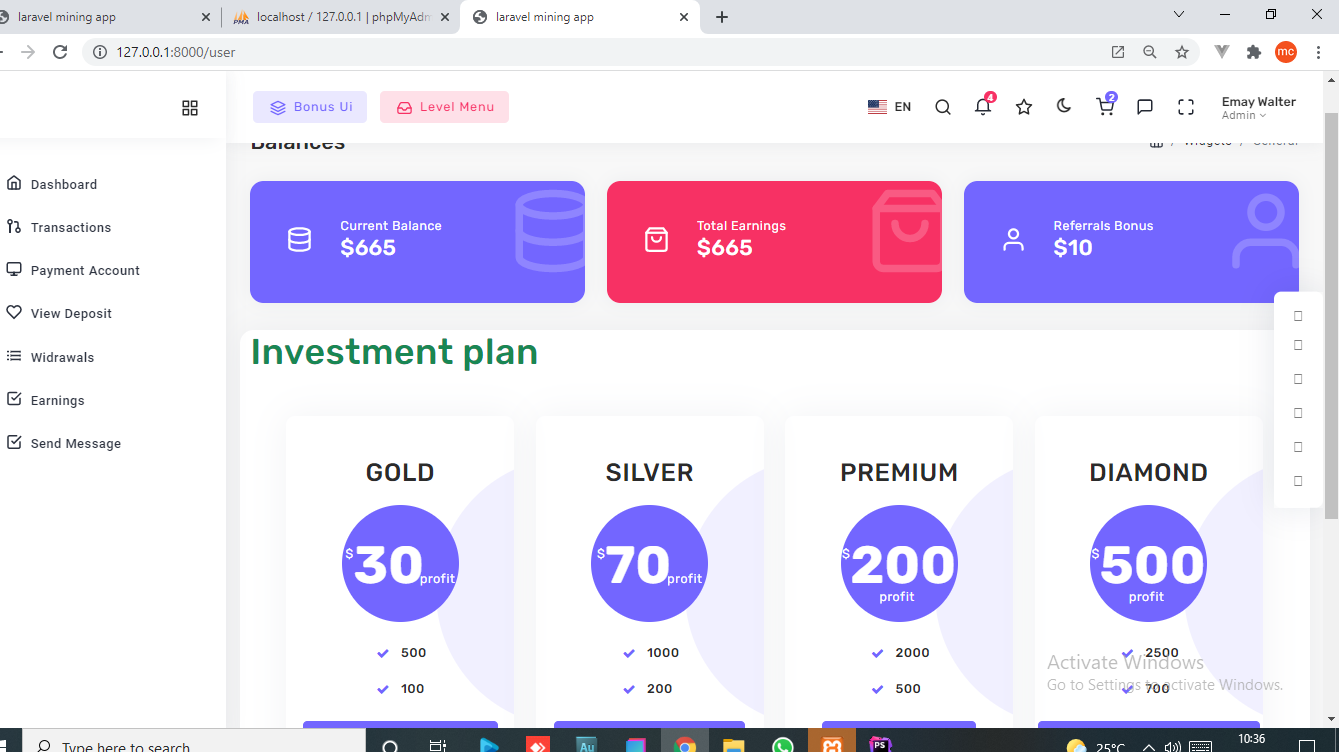 laravel mining app
localhost / 127.0.0.1 | phpMyAdm
laravel mining app
127.0.0.1:8000/user
mc
Bonus Ui
Level Menu
EN
4
2
Emay Walter
Admin
Balances
/ Widgets / General
Dashboard
Transactions
Payment Account
View Deposit
Widrawals
Earnings
Send Message
Current Balance
$665
Total Earnings
$665
Referrals Bonus
$10
Investment plan
GOLD
$30 profit
500
100
SILVER
$70 profit
1000
200
PREMIUM
$200
profit
2000
500
DIAMOND
$500
profit
2500
700
Activate Windows
Go to Settings to activate Windows.
Type here to search
Au
PS
25°C
10:36